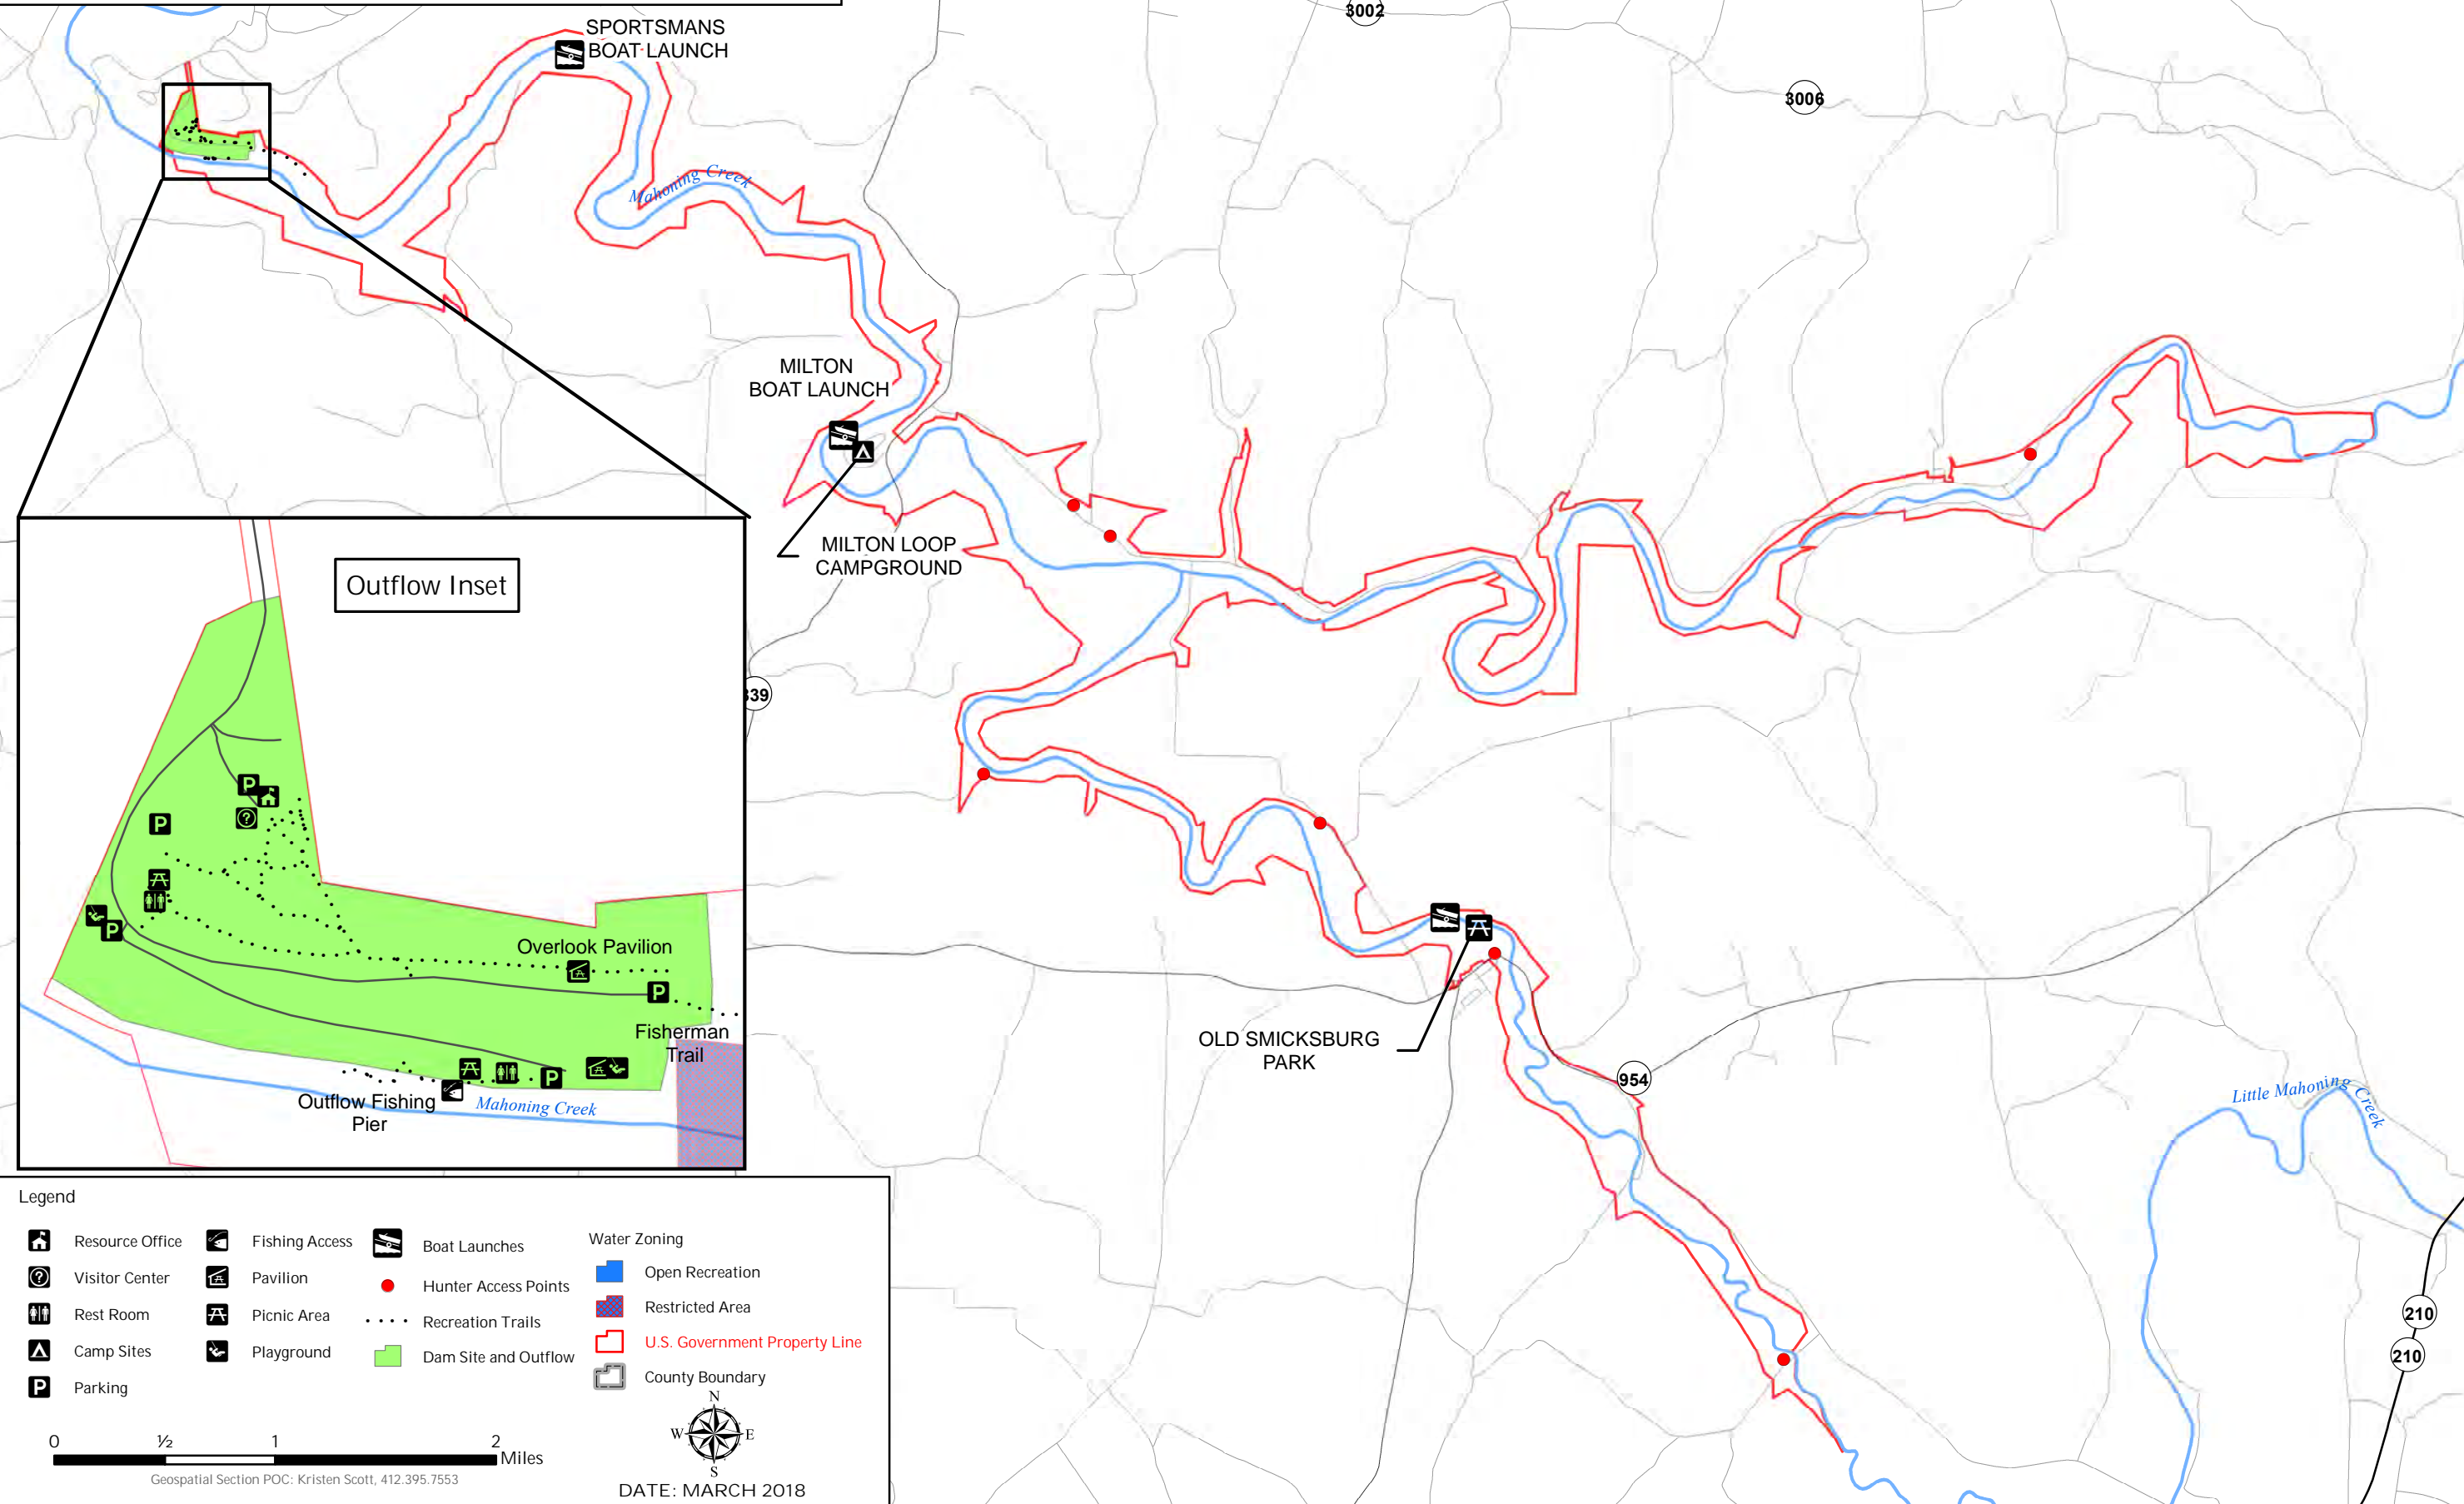 SPORTSMANS
BOAT LAUNCH
3002
3006
Mahoning Creek
MILTON
BOAT LAUNCH
MILTON LOOP
CAMPGROUND
Outflow Inset
P
?
P
P
Overlook Pavilion
P
Fisherman
Trail
P
Outflow Fishing
Pier
Mahoning Creek
OLD SMICKSBURG
PARK
954
Little Mahoning Creek
210
210
Legend
Resource Office
Visitor Center
Rest Room
Camp Sites
P Parking
Fishing Access
Pavilion
Picnic Area
Playground
Boat Launches
Hunter Access Points
Recreation Trails
Dam Site and Outflow
Water Zoning
Open Recreation
Restricted Area
U.S. Government Property Line
County Boundary
0 ½ 1 2
Miles
Geospatial Section POC: Kristen Scott, 412.395.7553
N
W E
S
DATE: MARCH 2018